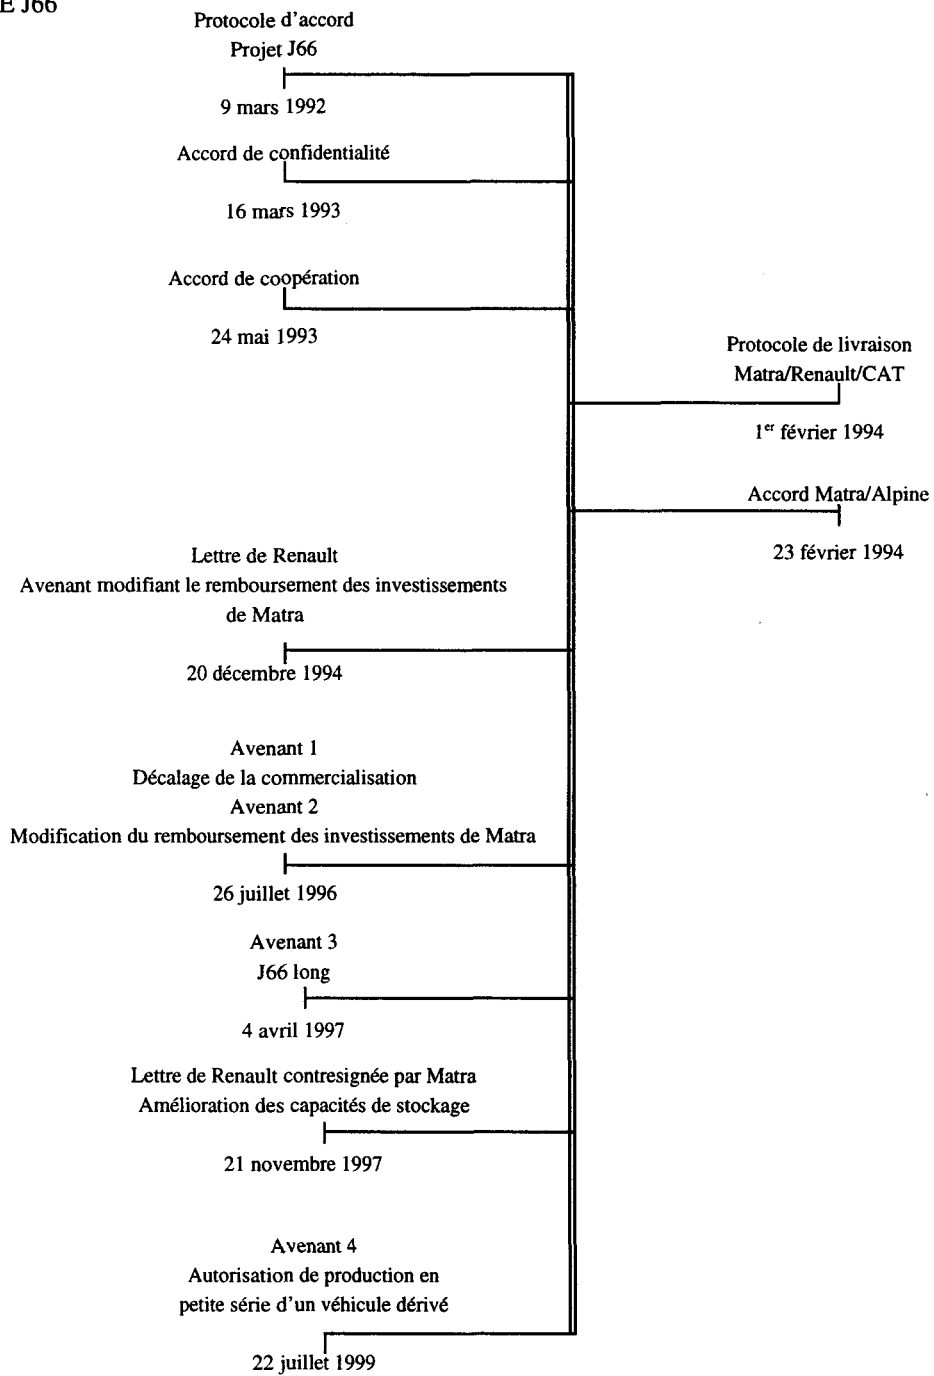 E J66
Protocole d'accord
Projet J66
9 mars 1992
Accord de confidentialité
16 mars 1993
Accord de coopération
24 mai 1993
Protocole de livraison
Matra/Renault/CAT
1er février 1994
Accord Matra/Alpine
23 février 1994
Lettre de Renault
Avenant modifiant le remboursement des investissements
de Matra
20 décembre 1994
Avenant 1
Décalage de la commercialisation
Avenant 2
Modification du remboursement des investissements de Matra
26 juillet 1996
Avenant 3
J66 long
4 avril 1997
Lettre de Renault contresignée par Matra
Amélioration des capacités de stockage
21 novembre 1997
Avenant 4
Autorisation de production en
petite série d'un véhicule dérivé
22 juillet 1999